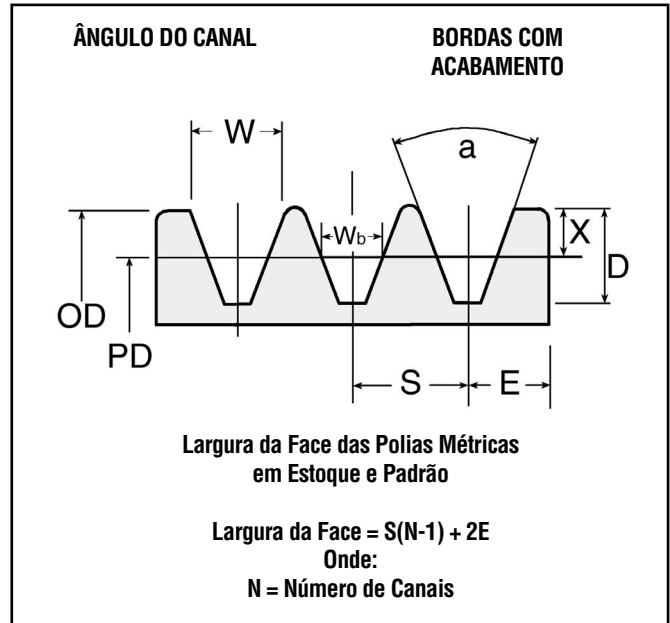 ÂNGULO DO CANAL
BORDAS COM
ACABAMENTO
W
a
Wb
X
D
OD
PD
S
E
Largura da Face das Polias Métricas
em Estoque e Padrão
Largura da Face = S(N-1) + 2E
Onde:
N = Número de Canais